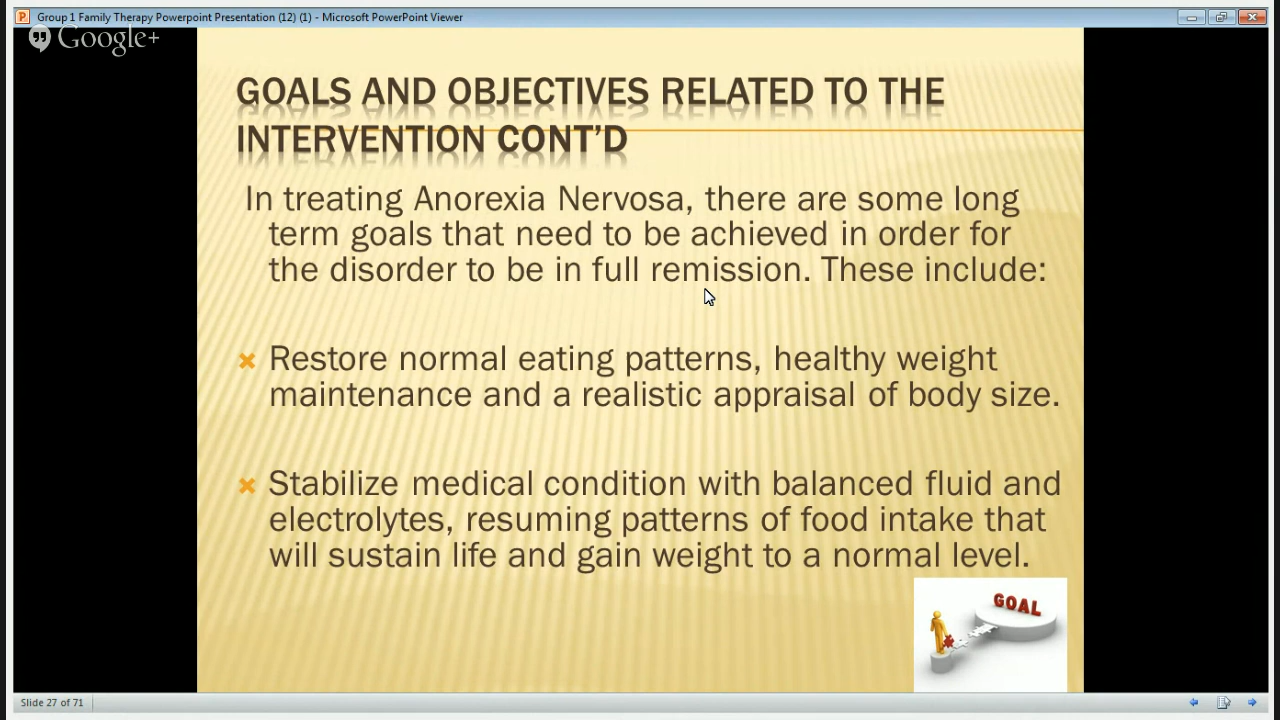 Group 1 Family Therapy Powerpoint Presentation (12) (1) - Microsoft PowerPoint Viewer
Google+
GOALS AND OBJECTIVES RELATED TO THE
INTERVENTION CONT’D
In treating Anorexia Nervosa, there are some long
term goals that need to be achieved in order for
the disorder to be in full remission. These include:
Restore normal eating patterns, healthy weight
maintenance and a realistic appraisal of body size.
Stabilize medical condition with balanced fluid and
electrolytes, resuming patterns of food intake that
will sustain life and gain weight to a normal level.
GOAL
Slide 27 of 71